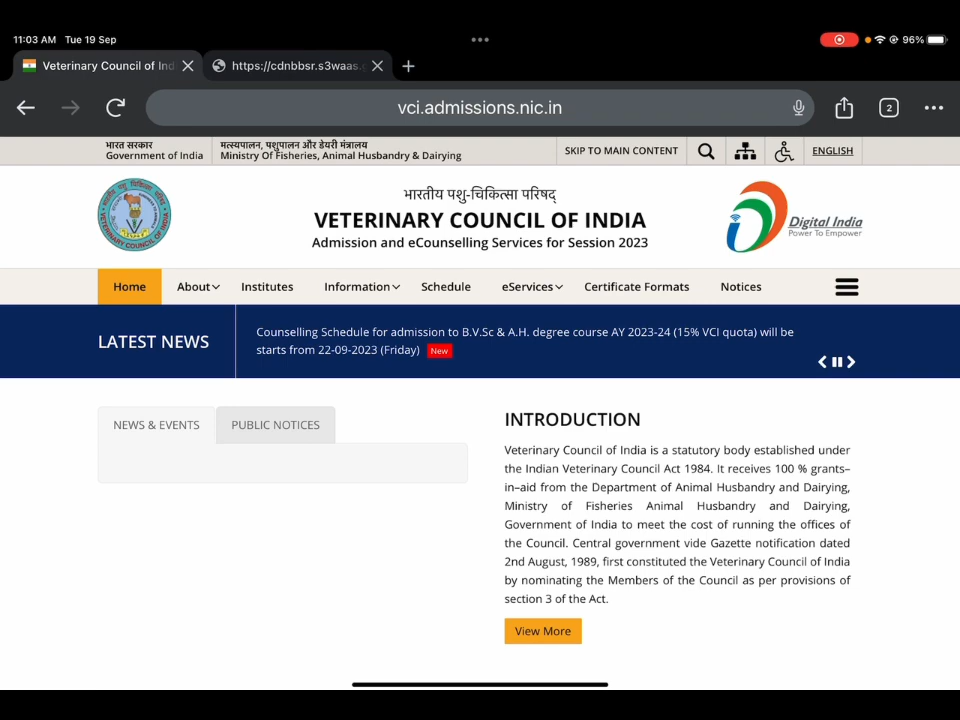 11:03 AM Tue 19 Sep
96%
Veterinary Council of Ind
https://cdnbbsr.s3waas.g
vci.admissions.nic.in
2
भारत सरकार
Government of India
मत्स्यपालन, पशुपालन और डेयरी मंत्रालय
Ministry Of Fisheries, Animal Husbandry & Dairying
SKIP TO MAIN CONTENT
ENGLISH
भारतीय पशु-चिकित्सा परिषद्
VETERINARY COUNCIL OF INDIA
Admission and eCounselling Services for Session 2023
VETERINARY COUNCIL OF INDIA
Digital India
Power To Empower
Home About Institutes Information Schedule eServices Certificate Formats Notices
LATEST NEWS
Counselling Schedule for admission to B.V.Sc & A.H. degree course AY 2023-24 (15% VCI quota) will be
starts from 22-09-2023 (Friday) New
NEWS & EVENTS
PUBLIC NOTICES
INTRODUCTION
Veterinary Council of India is a statutory body established under
the Indian Veterinary Council Act 1984. It receives 100 % grants–
in–aid from the Department of Animal Husbandry and Dairying,
Ministry of Fisheries Animal Husbandry and Dairying,
Government of India to meet the cost of running the offices of
the Council. Central government vide Gazette notification dated
2nd August, 1989, first constituted the Veterinary Council of India
by nominating the Members of the Council as per provisions of
section 3 of the Act.
View More